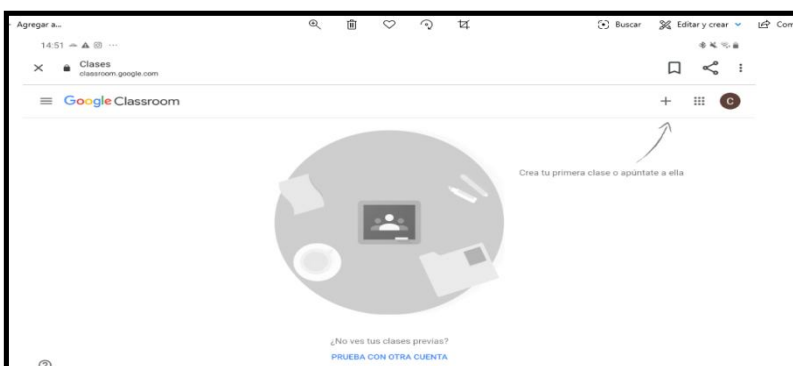 Agregar a...
Buscar
Editar y crear
Com
14:51
Clases
classroom.google.com
Google Classroom
C
Crea tu primera clase o apúntate a ella
¿No ves tus clases previas?
PRUEBA CON OTRA CUENTA